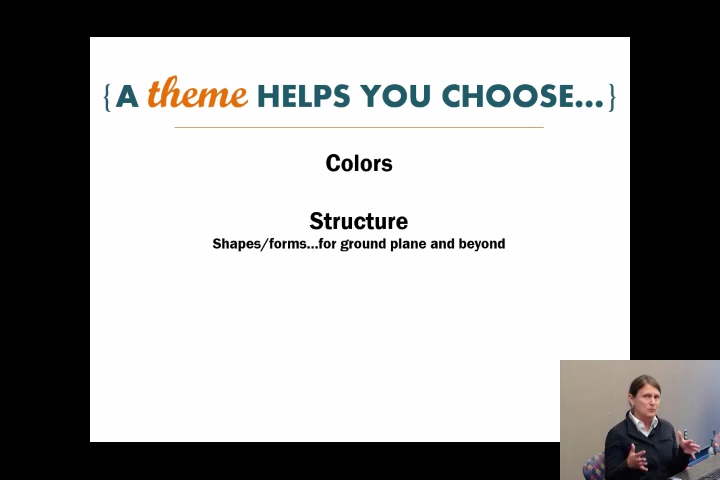 {A theme HELPS YOU CHOOSE...}
Colors
Structure
Shapes/forms...for ground plane and beyond